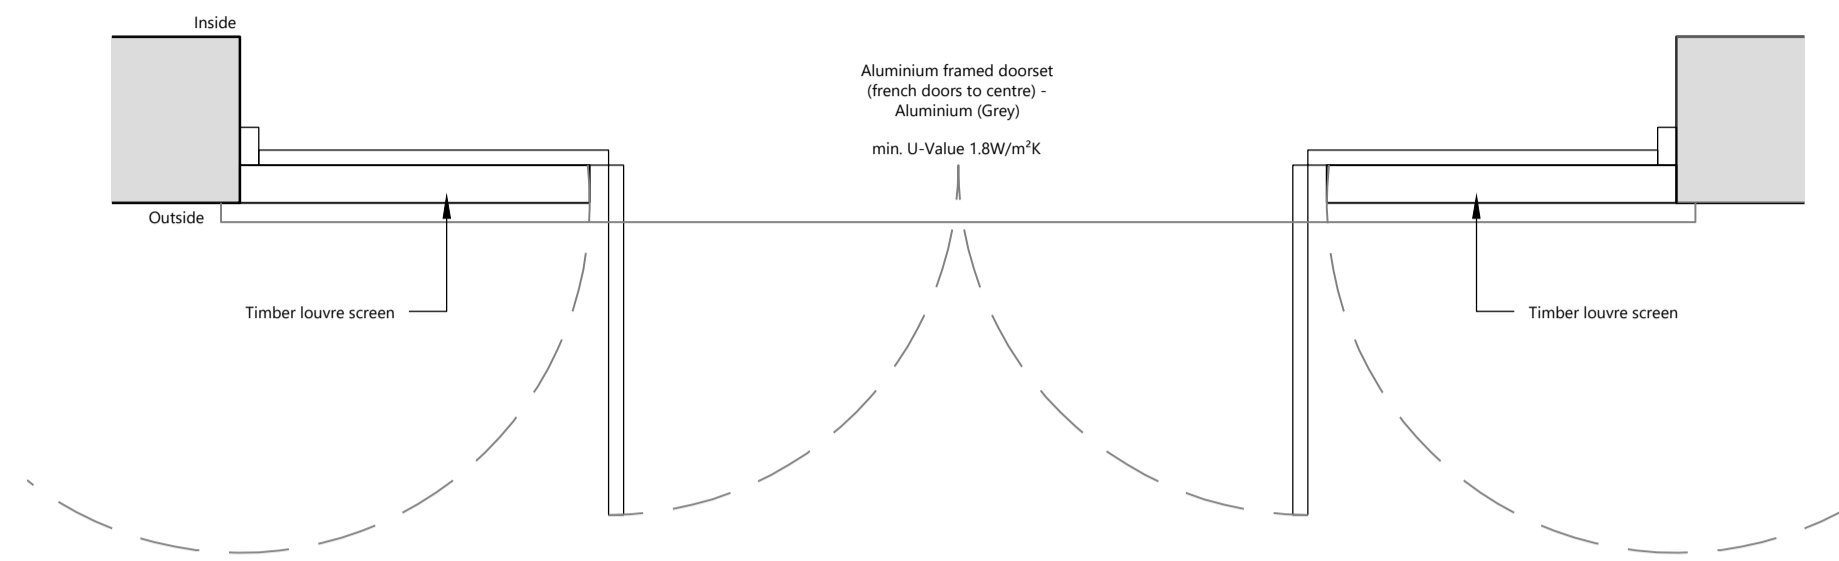 Inside
Aluminium framed doorset
(french doors to centre) -
Aluminium (Grey)
min. U-Value 1.8W/m²K
Outside
Timber louvre screen
Timber louvre screen